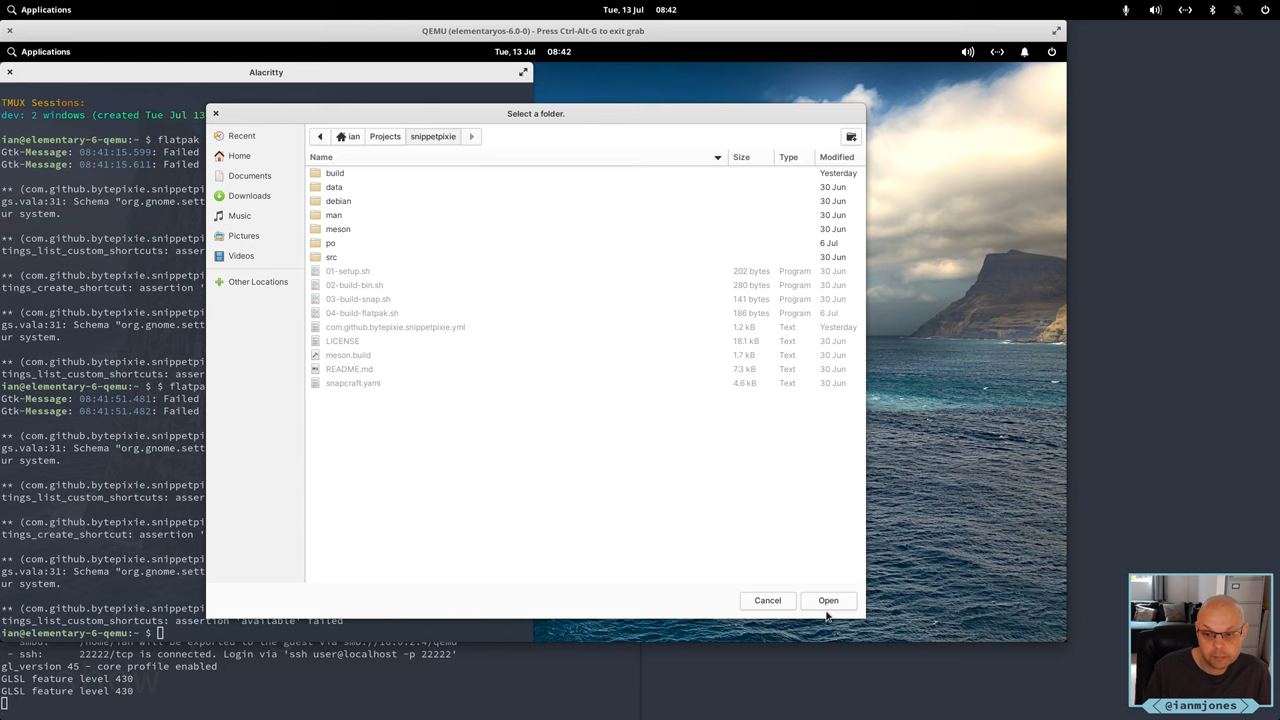 Applications
Tue, 13 Jul 08:42
QEMU (elementaryos-6.0-0) - Press Ctrl-Alt-G to exit grab
Applications
Tue, 13 Jul 08:42
Alacritty
TMUX Sessions:
dev: 2 windows (created Tue Jul 13
ian@elementary-6-qemu:~ $ flatpak
Gtk-Message: 08:41:15.599: Failed
Gtk-Message: 08:41:15.611: Failed
** (com.github.bytepixie.snippetpi
gs.vala:31: Schema "org.gnome.sett
ur system.
** (com.github.bytepixie.snippetpi
tings_list_custom_shortcuts: asser
** (com.github.bytepixie.snippetpi
tings_create_shortcut: assertion '
** (com.github.bytepixie.snippetpi
gs.vala:31: Schema "org.gnome.sett
ur system.
** (com.github.bytepixie.snippetpi
tings_list_custom_shortcuts: asser
ian@elementary-6-qemu:~ $ $ flatpa
Gtk-Message: 08:41:51.481: Failed
Gtk-Message: 08:41:51.482: Failed
** (com.github.bytepixie.snippetpi
gs.vala:31: Schema "org.gnome.sett
ur system.
** (com.github.bytepixie.snippetpi
tings_list_custom_shortcuts: asser
** (com.github.bytepixie.snippetpi
tings_create_shortcut: assertion '
** (com.github.bytepixie.snippetpi
gs.vala:31: Schema "org.gnome.sett
ur system.
** (com.github.bytepixie.snippetpi
tings_list_custom_shortcuts: assertion 'available' failed
ian@elementary-6-qemu:~ $
- ssh: 22222/tcp is connected. Login via 'ssh user@localhost -p 22222'
gl_version 45 - core profile enabled
GLSL feature level 430
GLSL feature level 430
Select a folder.
Recent
Home
Documents
Downloads
Music
Pictures
Videos
Other Locations
ian Projects snippetpixie
Name Size Type Modified
build Yesterday
data 30 Jun
debian 30 Jun
man 30 Jun
meson 30 Jun
po 6 Jul
src 30 Jun
01-setup.sh 202 bytes Program 30 Jun
02-build-bin.sh 280 bytes Program 30 Jun
03-build-snap.sh 141 bytes Program 30 Jun
04-build-flatpak.sh 186 bytes Program 6 Jul
com.github.bytepixie.snippetpixie.yml 1.2 kB Text Yesterday
LICENSE 18.1 kB Text 30 Jun
meson.build 1.7 kB Text 30 Jun
README.md 7.3 kB Text 30 Jun
snapcraft.yaml 4.6 kB Text 30 Jun
Cancel
Open
@ianmjones